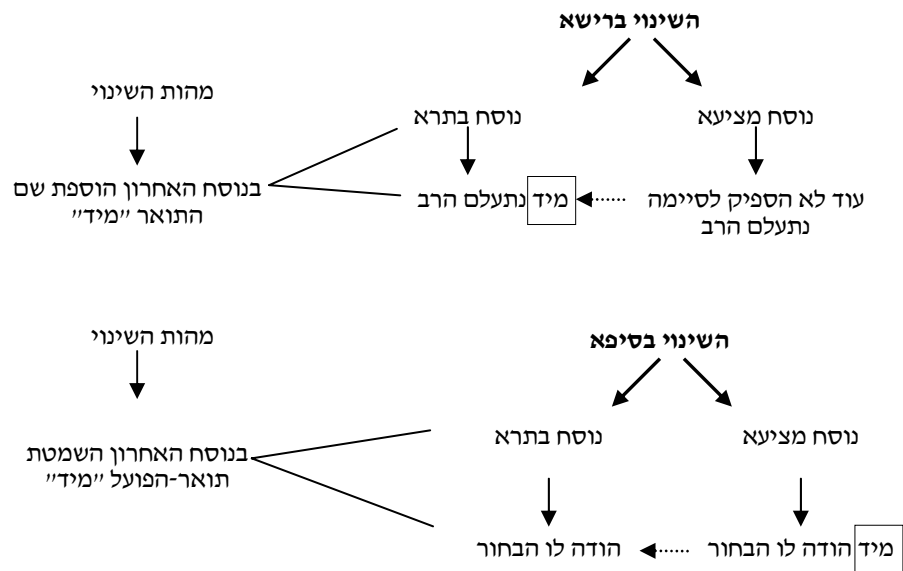 השינוי ברישא
מהות השינוי
נוסח מציעא
נוסח בתרא
עוד לא הספיק לסיימה
נתעלם הרב
מיד נתעלם הרב
בנוסח האחרון הוספת שם
התואר "מיד"
השינוי בסיפא
מהות השינוי
נוסח מציעא
נוסח בתרא
בנוסח האחרון השמטת
תואר-הפועל "מיד"
מיד הודה לו הבחור
הודה לו הבחור